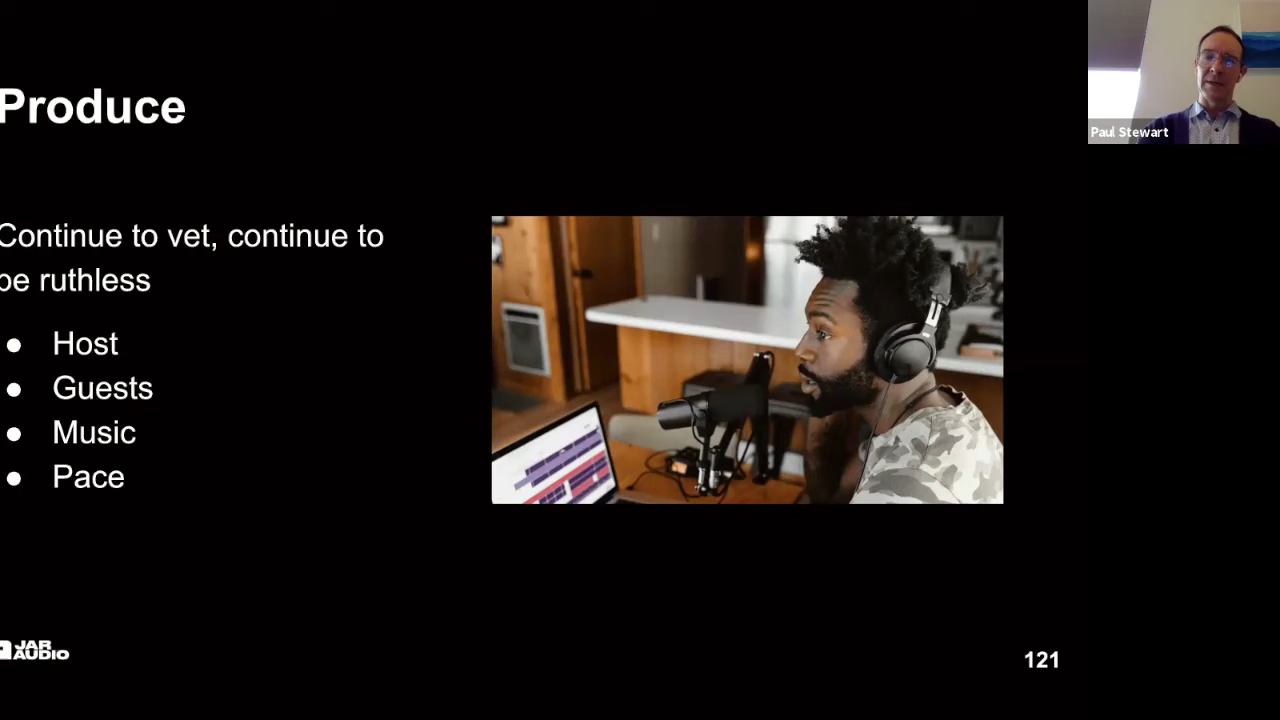 Produce
Continue to vet, continue to
be ruthless
● Host
● Guests
● Music
● Pace
JAR
AUDIO
121
Paul Stewart